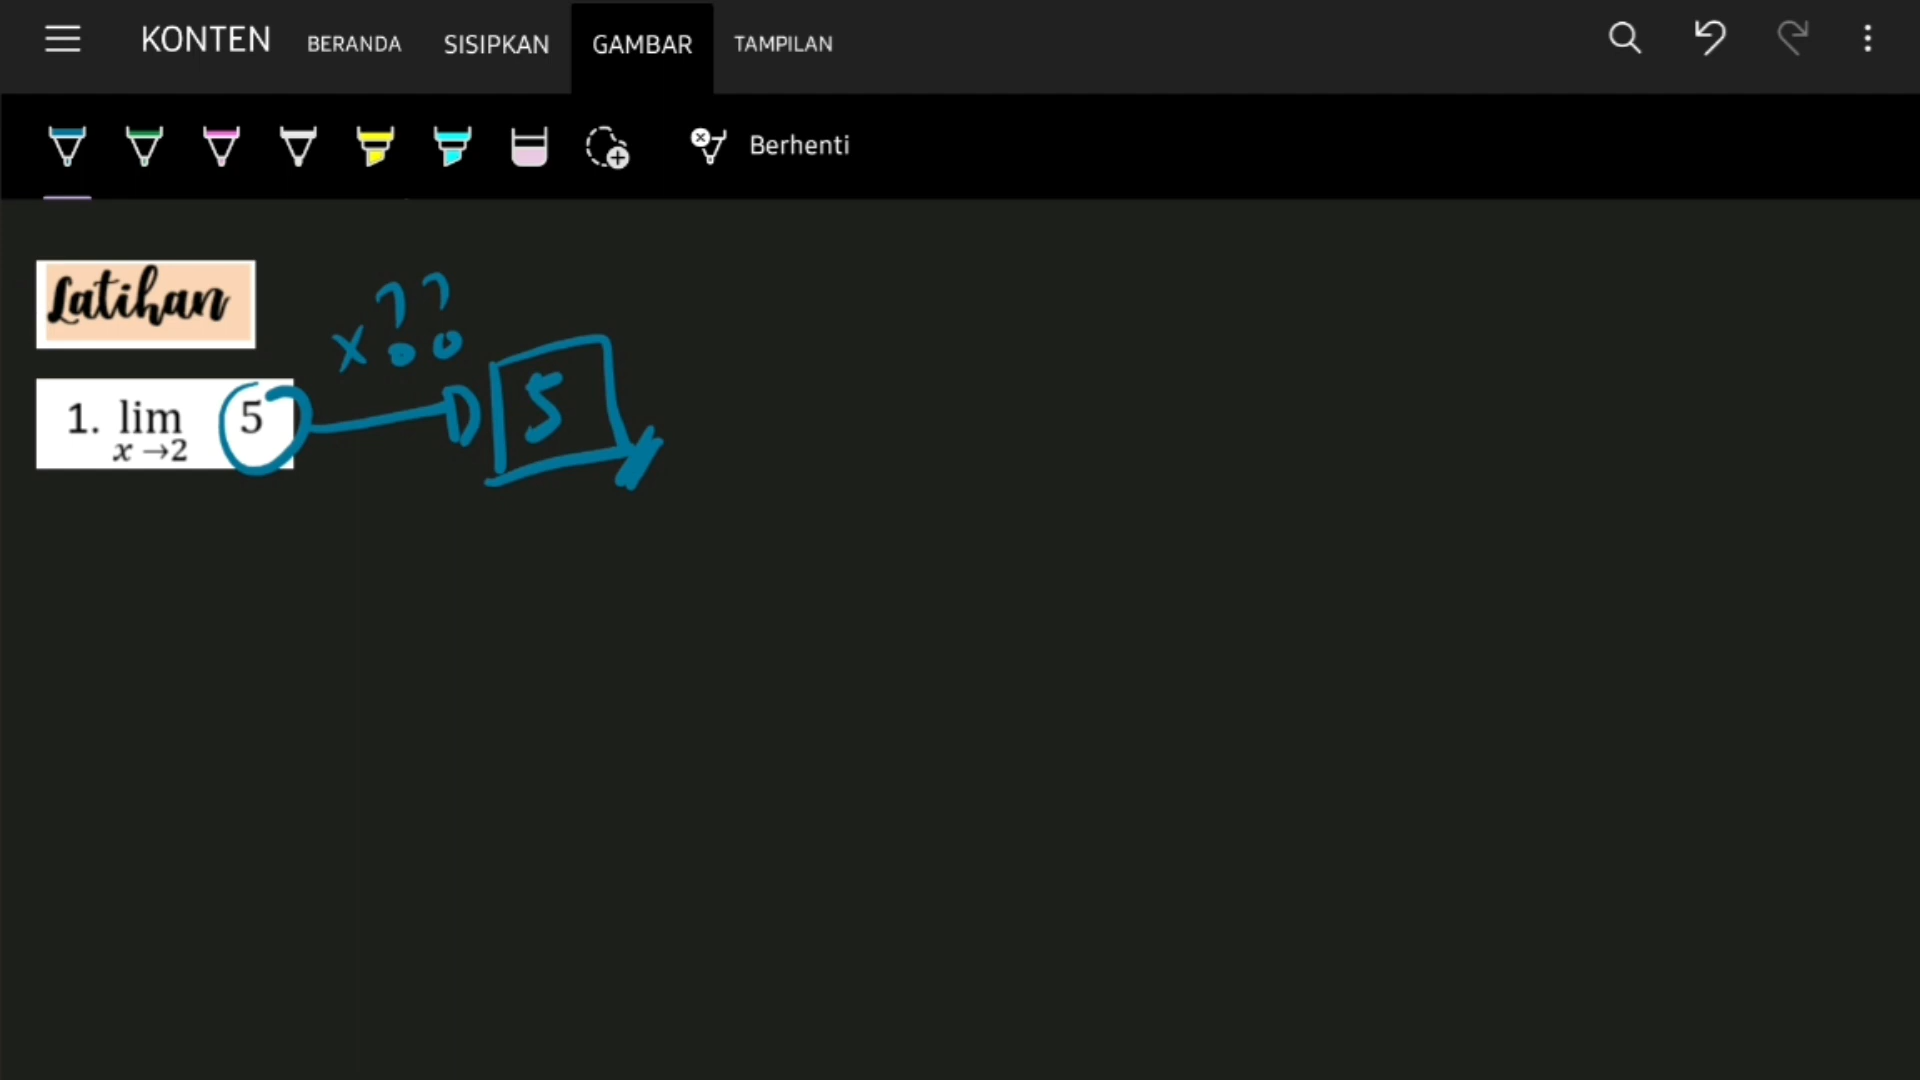 KONTEN BERANDA SISIPKAN GAMBAR TAMPILAN
Berhenti
Latihan
x ??
1. lim 5 5
x →2